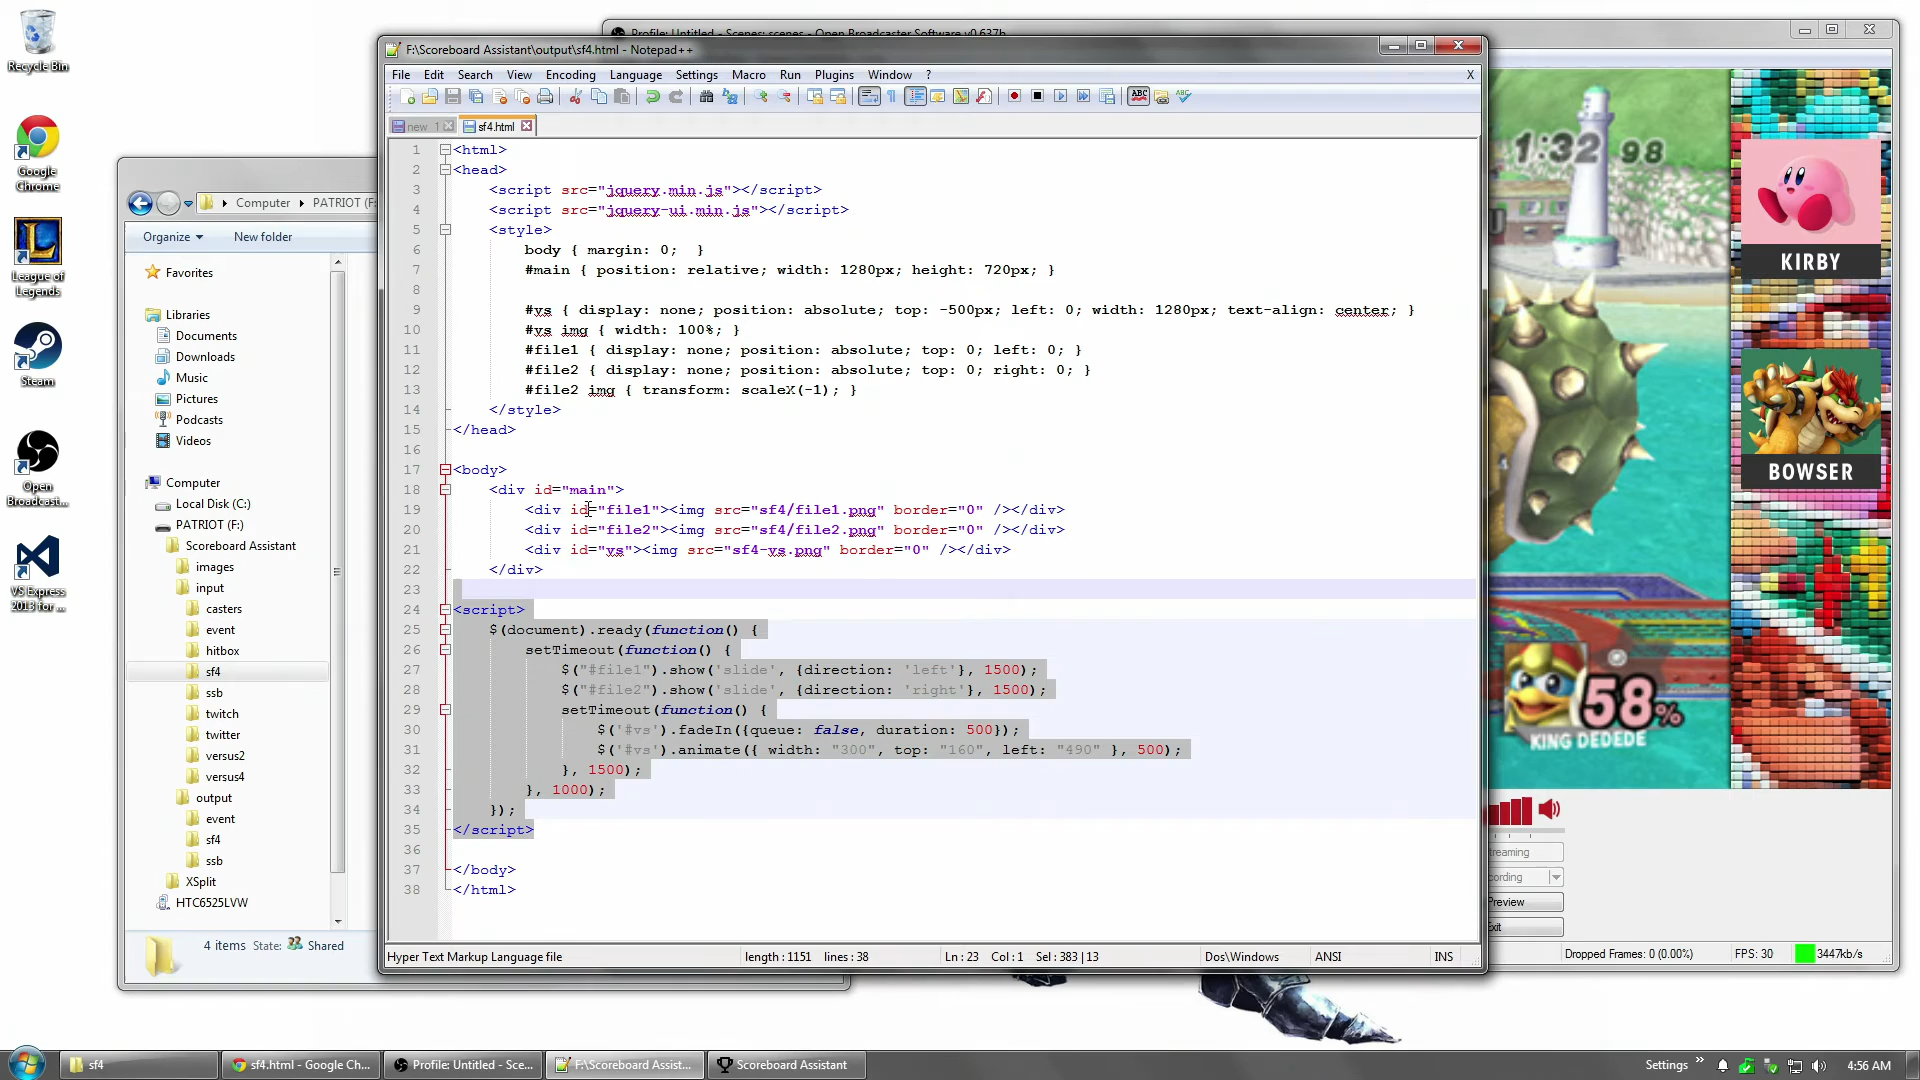 Recycle Bin
Google
Chrome
League of
Legends
Steam
Open
Broadcast...
VS Express
2013 for ...
Profile: Untitled - Scenes: scenes - Open Broadcaster Software v0.637b
F:\Scoreboard Assistant\output\sf4.html - Notepad++
File Edit Search View Encoding Language Settings Macro Run Plugins Window ? X
new 1 sf4.html
1 <html>
2 <head>
3 <script src="jquery.min.js"></script>
4 <script src="jquery-ui.min.js"></script>
5 <style>
6 body { margin: 0;  }
7 #main { position: relative; width: 1280px; height: 720px; }
8
9 #vs { display: none; position: absolute; top: -500px; left: 0; width: 1280px; text-align: center; }
10 #vs img { width: 100%; }
11 #file1 { display: none; position: absolute; top: 0; left: 0; }
12 #file2 { display: none; position: absolute; top: 0; right: 0; }
13 #file2 img { transform: scaleX(-1); }
14 </style>
15 </head>
16
17 <body>
18 <div id="main">
19 <div id="file1"><img src="sf4/file1.png" border="0" /></div>
20 <div id="file2"><img src="sf4/file2.png" border="0" /></div>
21 <div id="vs"><img src="sf4-vs.png" border="0" /></div>
22 </div>
23
24 <script>
25 $(document).ready(function() {
26 setTimeout(function() {
27 $("#file1").show('slide', {direction: 'left'}, 1500);
28 $("#file2").show('slide', {direction: 'right'}, 1500);
29 setTimeout(function() {
30 $('#vs').fadeIn({queue: false, duration: 500});
31 $('#vs').animate({ width: "300", top: "160", left: "490" }, 500);
32 }, 1500);
33 }, 1000);
34 });
35 </script>
36
37 </body>
38 </html>
Hyper Text Markup Language file length : 1151 lines : 38 Ln : 23 Col : 1 Sel : 383 | 13 Dos\Windows ANSI INS
Computer PATRIOT (F:
Organize New folder
Favorites
Libraries
Documents
Downloads
Music
Pictures
Podcasts
Videos
Computer
Local Disk (C:)
PATRIOT (F:)
Scoreboard Assistant
images
input
casters
event
hitbox
sf4
ssb
twitch
twitter
versus2
versus4
output
event
sf4
ssb
XSplit
HTC6525LVW
4 items State: Shared
1:32 98
KIRBY
BOWSER
58%
KING DEDEDE
treaming
cording
Preview
Exit
Dropped Frames: 0 (0.00%) FPS: 30 3447kb/s
sf4
sf4.html - Google Ch...
Profile: Untitled - Sce...
F:\Scoreboard Assist...
Scoreboard Assistant
Settings
4:56 AM